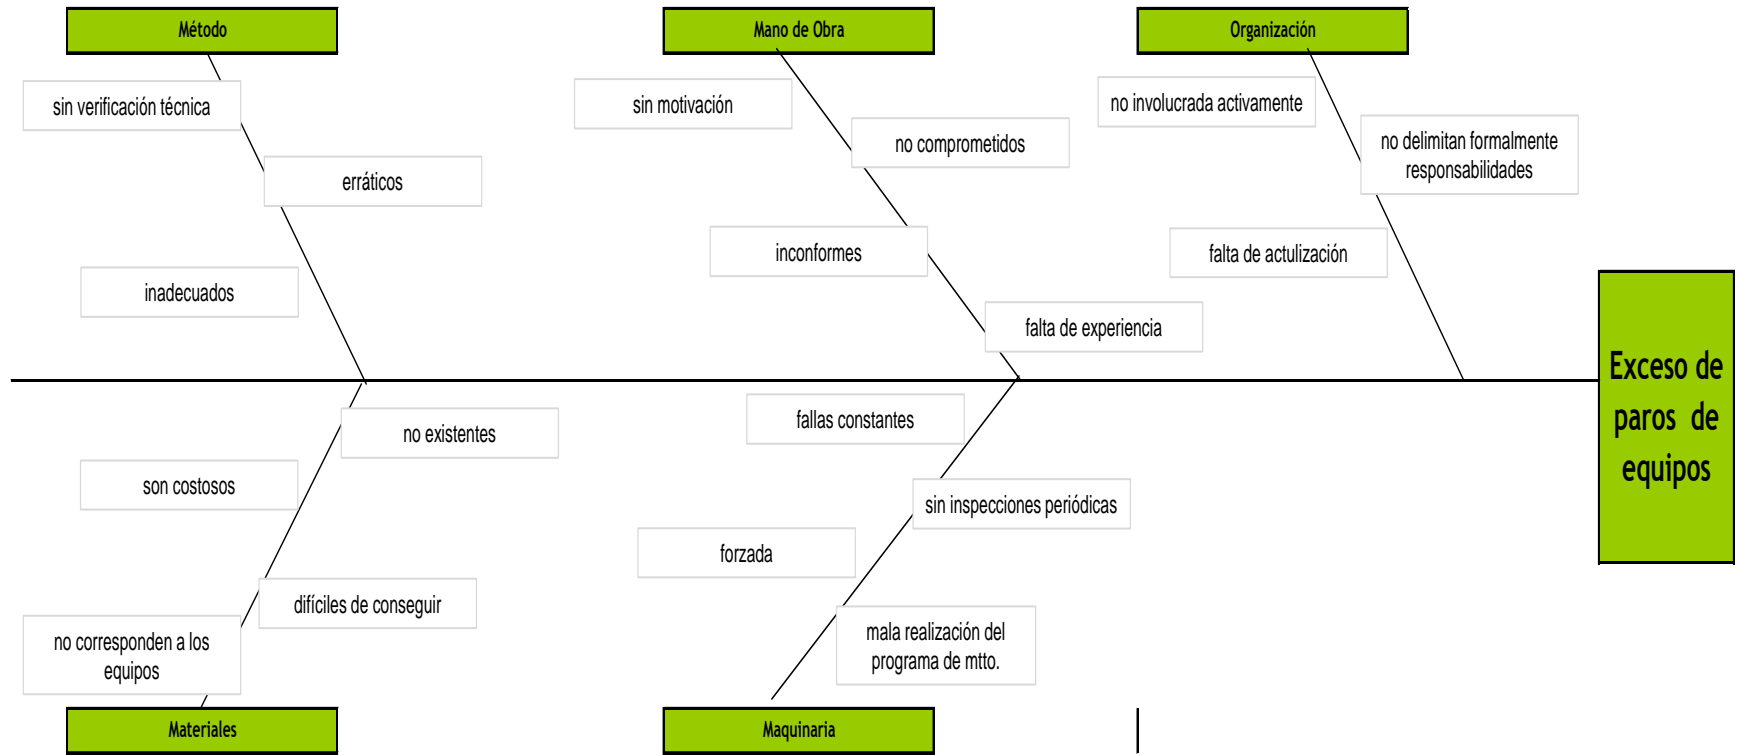 Método
Mano de Obra
Organización
sin verificación técnica
erráticos
inadecuados
sin motivación
no comprometidos
inconformes
falta de experiencia
no involucrada activamente
no delimitan formalmente
responsabilidades
falta de actulización
Exceso de
paros de
equipos
no existentes
son costosos
difíciles de conseguir
no corresponden a los
equipos
fallas constantes
sin inspecciones periódicas
forzada
mala realización del
programa de mtto.
Materiales
Maquinaria